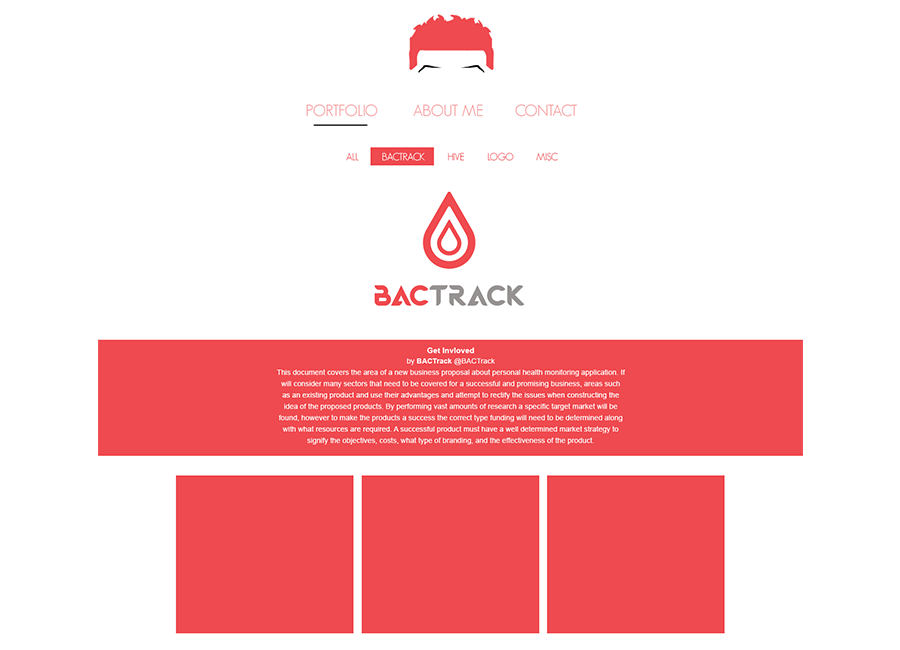 PORTFOLIO ABOUT ME CONTACT
ALL BACTRACK HIVE LOGO MISC
BACTRACK
Get Invloved
by BACTrack @BACTrack
This document covers the area of a new business proposal about personal health monitoring application. If
will consider many sectors that need to be covered for a successful and promising business, areas such
as an existing product and use their advantages and attempt to rectify the issues when constructing the
idea of the proposed products. By performing vast amounts of research a specific target market will be
found, however to make the products a success the correct type funding will need to be determined along
with what resources are required. A successful product must have a well determined market strategy to
signify the objectives, costs, what type of branding, and the effectiveness of the product.